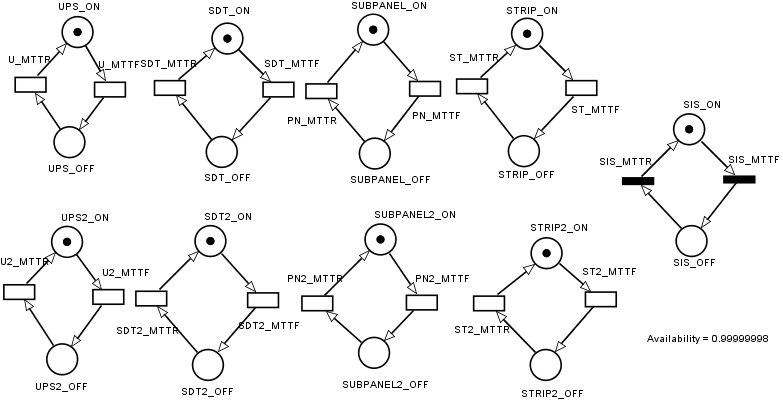 UPS_ON
SDT_ON
SUBPANEL_ON
STRIP_ON
U_MTTR
U_MTTF
SDT_MTTR
SDT_MTTF
PN_MTTR
PN_MTTF
ST_MTTR
ST_MTTF
UPS_OFF
SDT_OFF
SUBPANEL_OFF
STRIP_OFF
SIS_ON
SIS_MTTR
SIS_MTTF
SIS_OFF
UPS2_ON
SDT2_ON
SUBPANEL2_ON
STRIP2_ON
U2_MTTR
U2_MTTF
SDT2_MTTR
SDT2_MTTF
PN2_MTTR
PN2_MTTF
ST2_MTTR
ST2_MTTF
UPS2_OFF
SDT2_OFF
SUBPANEL2_OFF
STRIP2_OFF
Availability = 0.99999998